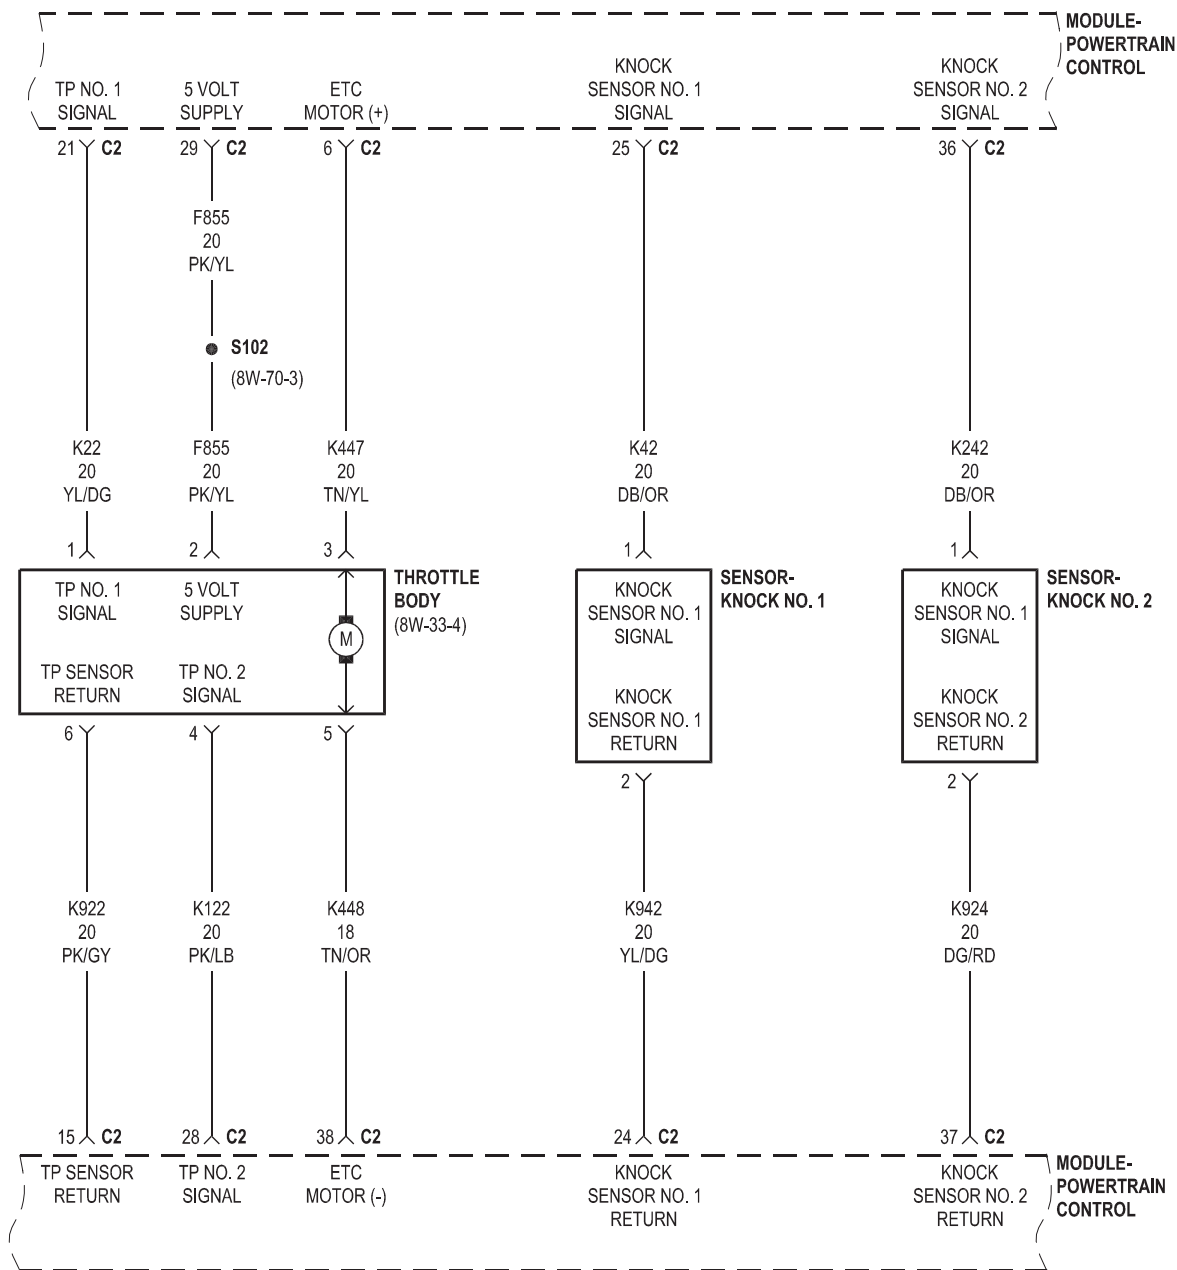 MODULE-
POWERTRAIN
CONTROL
TP NO. 1
SIGNAL
5 VOLT
SUPPLY
ETC
MOTOR (+)
KNOCK
SENSOR NO. 1
SIGNAL
KNOCK
SENSOR NO. 2
SIGNAL
21 C2
29 C2
6 C2
25 C2
36 C2
F855
20
PK/YL
S102
(8W-70-3)
K22
20
YL/DG
F855
20
PK/YL
K447
20
TN/YL
K42
20
DB/OR
K242
20
DB/OR
1
2
3
1
1
TP NO. 1
SIGNAL
5 VOLT
SUPPLY
M
TP SENSOR
RETURN
TP NO. 2
SIGNAL
THROTTLE
BODY
(8W-33-4)
KNOCK
SENSOR NO. 1
SIGNAL
KNOCK
SENSOR NO. 1
RETURN
SENSOR-
KNOCK NO. 1
KNOCK
SENSOR NO. 1
SIGNAL
KNOCK
SENSOR NO. 2
RETURN
SENSOR-
KNOCK NO. 2
6
4
5
2
2
K922
20
PK/GY
K122
20
PK/LB
K448
18
TN/OR
K942
20
YL/DG
K924
20
DG/RD
15 C2
28 C2
38 C2
24 C2
37 C2
TP SENSOR
RETURN
TP NO. 2
SIGNAL
ETC
MOTOR (-)
KNOCK
SENSOR NO. 1
RETURN
KNOCK
SENSOR NO. 2
RETURN
MODULE-
POWERTRAIN
CONTROL